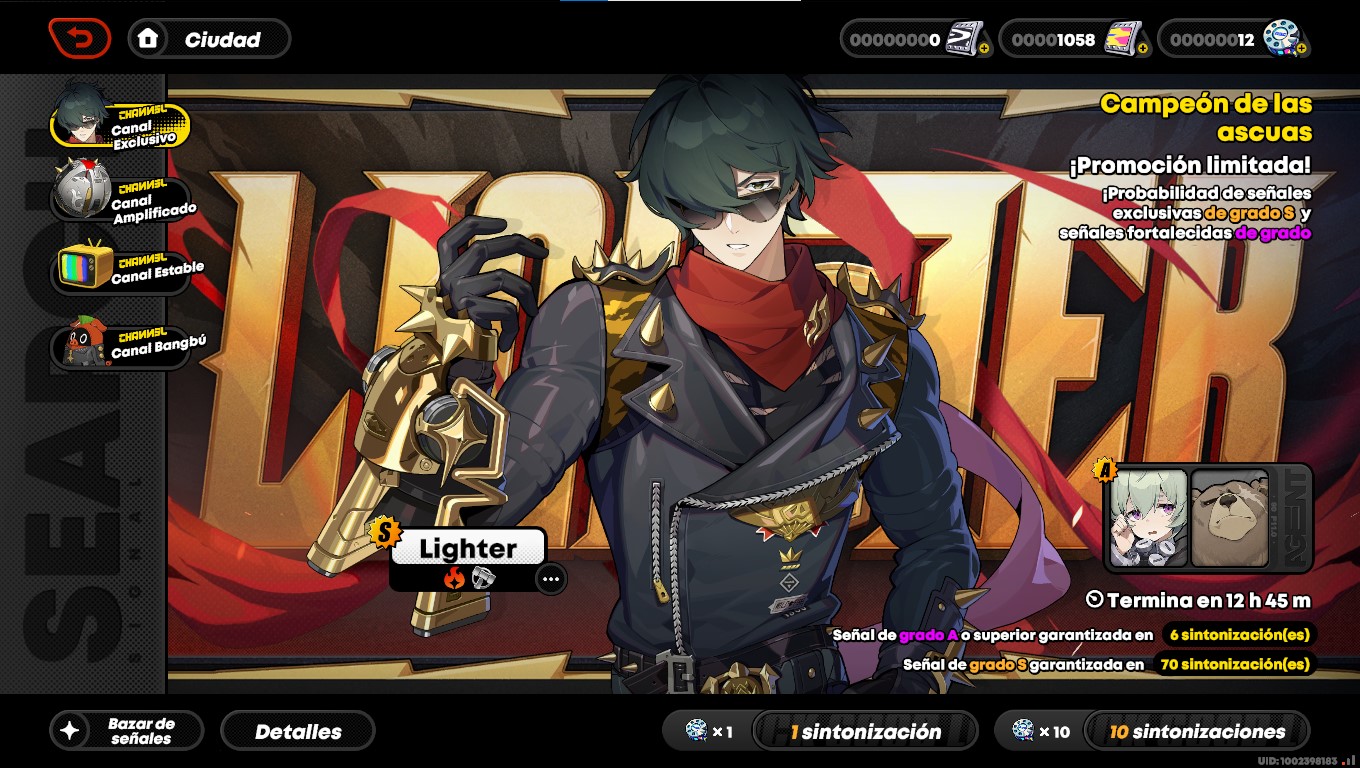 Ciudad
00000000
00001058
00000012
CHANNEL
Canal
Exclusivo
CHANNEL
Canal
Amplificado
CHANNEL
Canal Estable
CHANNEL
Canal Bangbú
SEARCH
LIGHTER
Campeón de las
ascuas
¡Promoción limitada!
¡Probabilidad de señales
exclusivas de grado S y
señales fortalecidas de grado
A
S
Lighter
Termina en 12 h 45 m
Señal de grado A o superior garantizada en 6 sintonización(es)
Señal de grado S garantizada en 70 sintonización(es)
Bazar de
señales
Detalles
× 1
1 sintonización
× 10
10 sintonizaciones
UID:1002398183